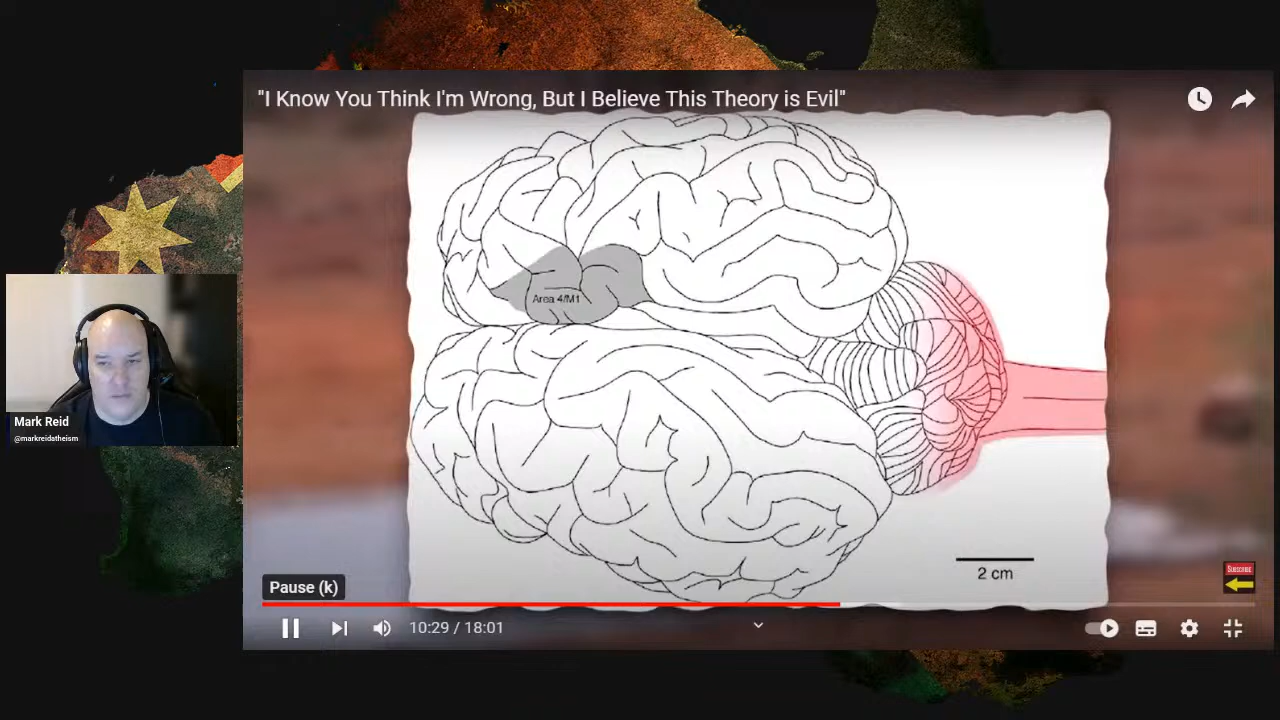 "I Know You Think I'm Wrong, But I Believe This Theory is Evil"
Area 4/M1
Mark Reid
@markreidatheism
2 cm
SUBSCRIBE
Pause (k)
10:29 / 18:01